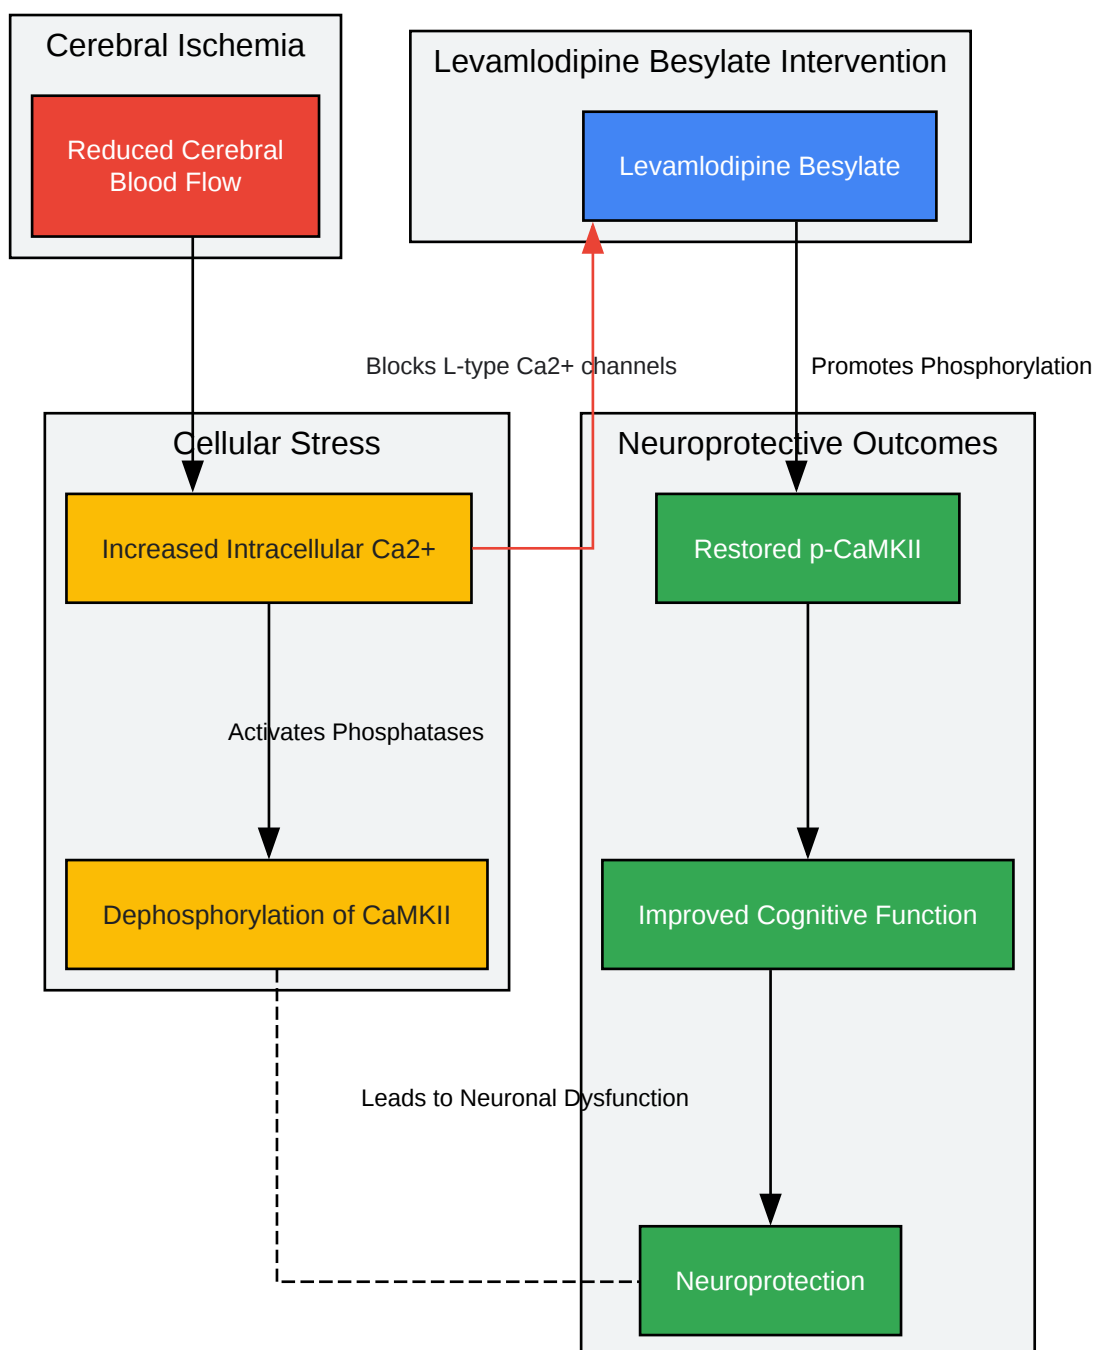 Cerebral Ischemia
Reduced Cerebral
Blood Flow
Levamlodipine Besylate Intervention
Levamlodipine Besylate
Blocks L-type Ca2+ channels
Promotes Phosphorylation
Cellular Stress
Increased Intracellular Ca2+
Activates Phosphatases
Dephosphorylation of CaMKII
Neuroprotective Outcomes
Restored p-CaMKII
Improved Cognitive Function
Leads to Neuronal Dysfunction
Neuroprotection